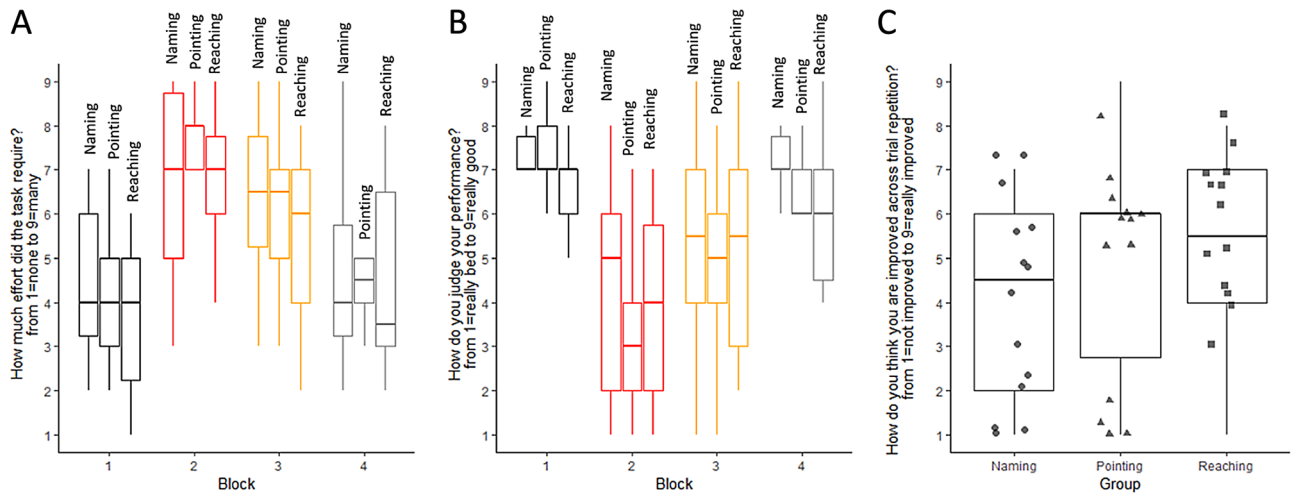 A
How much effort did the task require?
from 1=none to 9=many
9
8
7
6
5
4
3
2
1
Naming
Pointing
Reaching
Naming
Pointing
Reaching
Naming
Pointing
Reaching
Naming
Pointing
Reaching
1
2
3
4
Block
B
How do you judge your performance?
from 1=really bed to 9=really good
9
8
7
6
5
4
3
2
1
Naming
Pointing
Reaching
Naming
Pointing
Reaching
Naming
Pointing
Reaching
Naming
Pointing
Reaching
1
2
3
4
Block
C
How do you think you are improved across trial repetition?
from 1=not improved to 9=really improved
9
8
7
6
5
4
3
2
1
Naming
Pointing
Reaching
Group